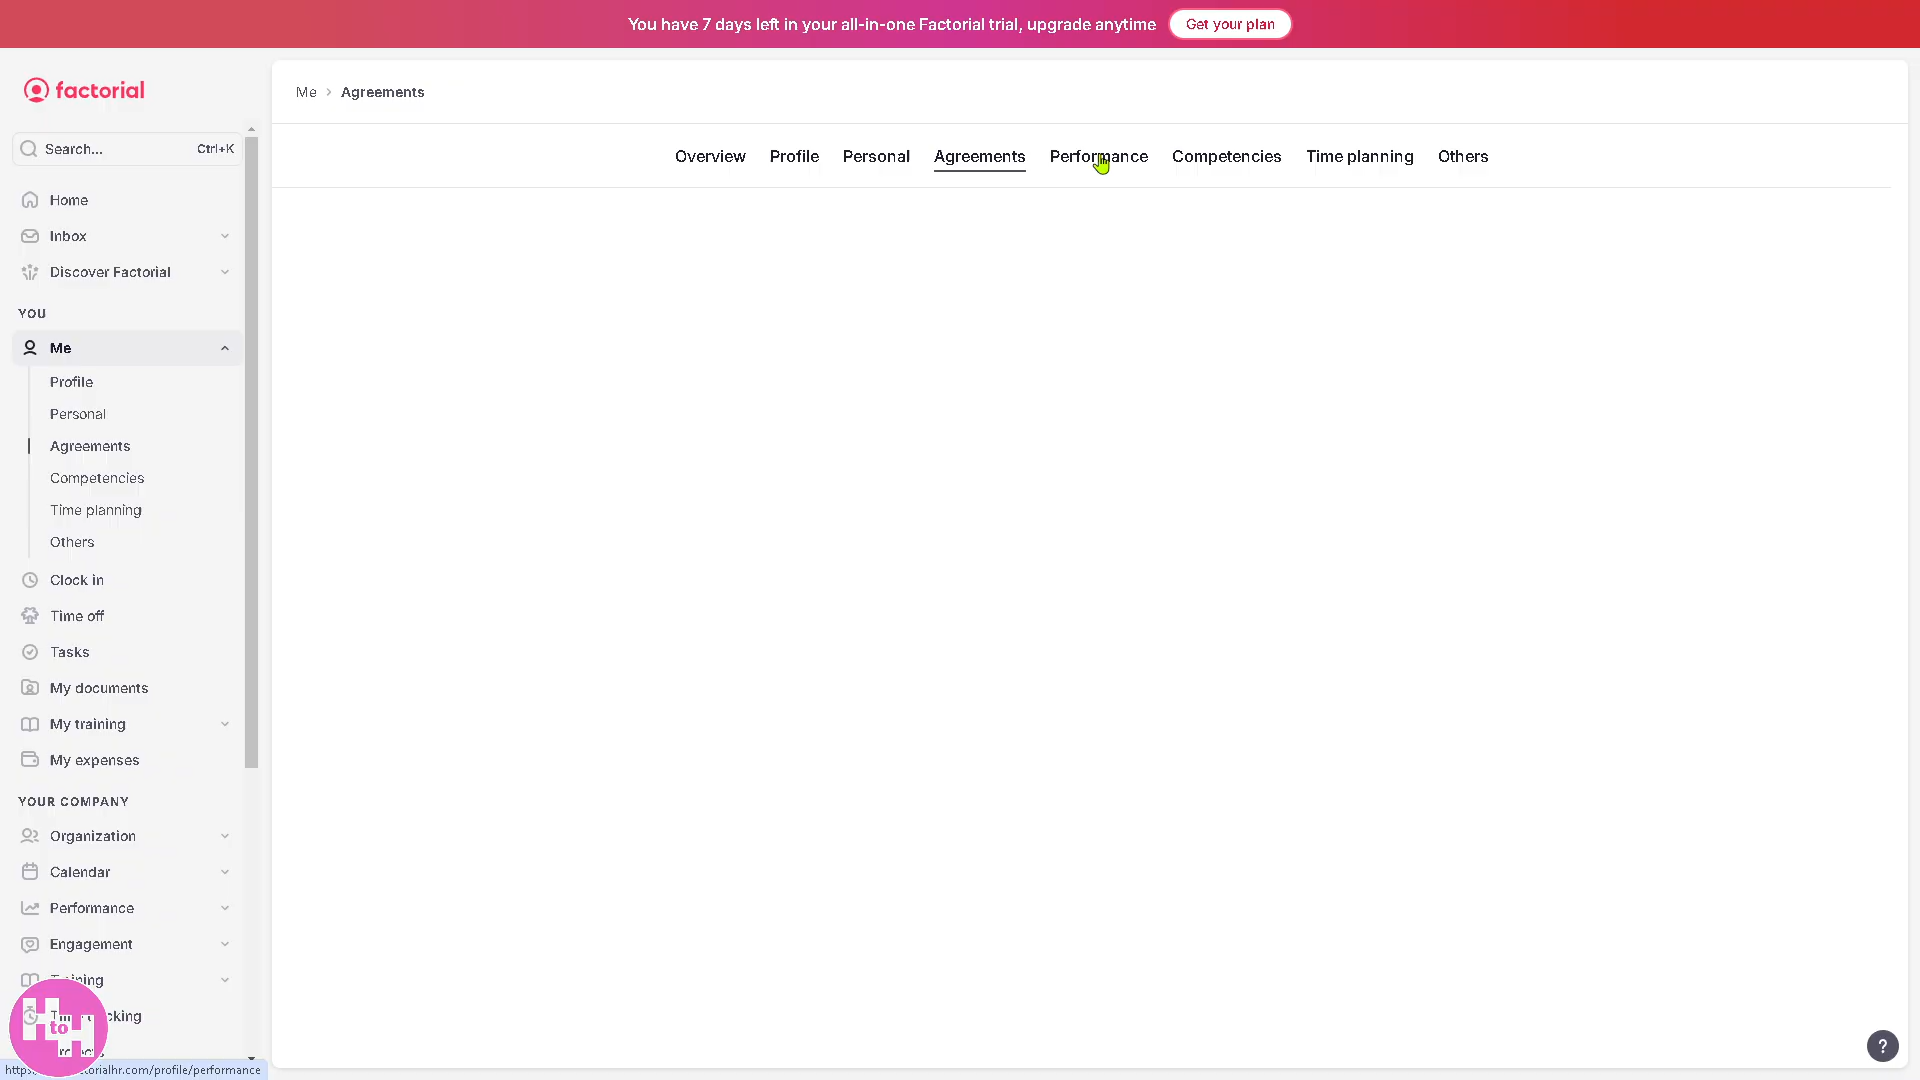 You have 7 days left in your all-in-one Factorial trial, upgrade anytime Get your plan
factorial
Search... Ctrl+K
Home
Inbox
Discover Factorial
YOU
Me
Profile
Personal
Agreements
Competencies
Time planning
Others
Clock in
Time off
Tasks
My documents
My training
My expenses
YOUR COMPANY
Organization
Calendar
Performance
Engagement
Training
H to H
Me > Agreements
Overview Profile Personal Agreements Performance Competencies Time planning Others
?